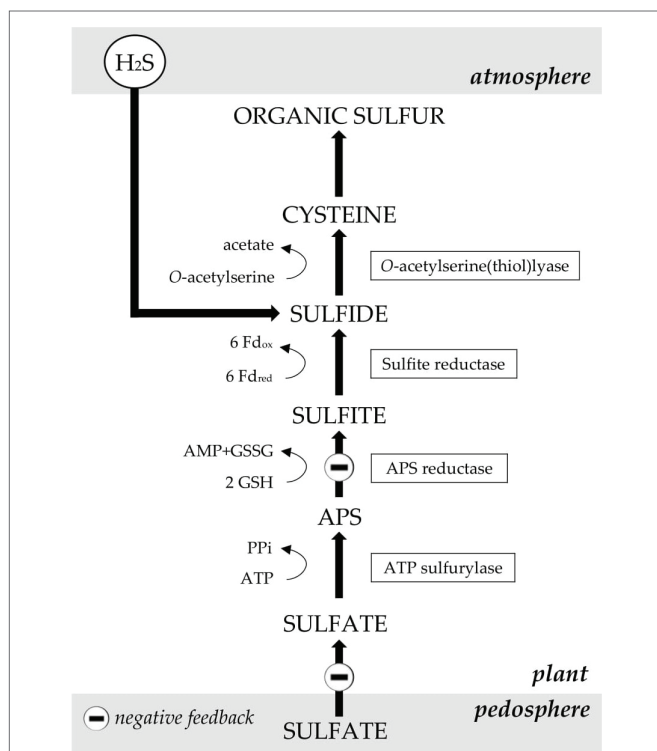 H2S
atmosphere
ORGANIC SULFUR
CYSTEINE
acetate
O-acetylserine
O-acetylserine(thiol)lyase
SULFIDE
6 Fdox
6 Fdred
Sulfite reductase
SULFITE
AMP+GSSG
2 GSH
APS reductase
APS
PPi
ATP
ATP sulfurylase
SULFATE
plant
pedosphere
negative feedback
SULFATE